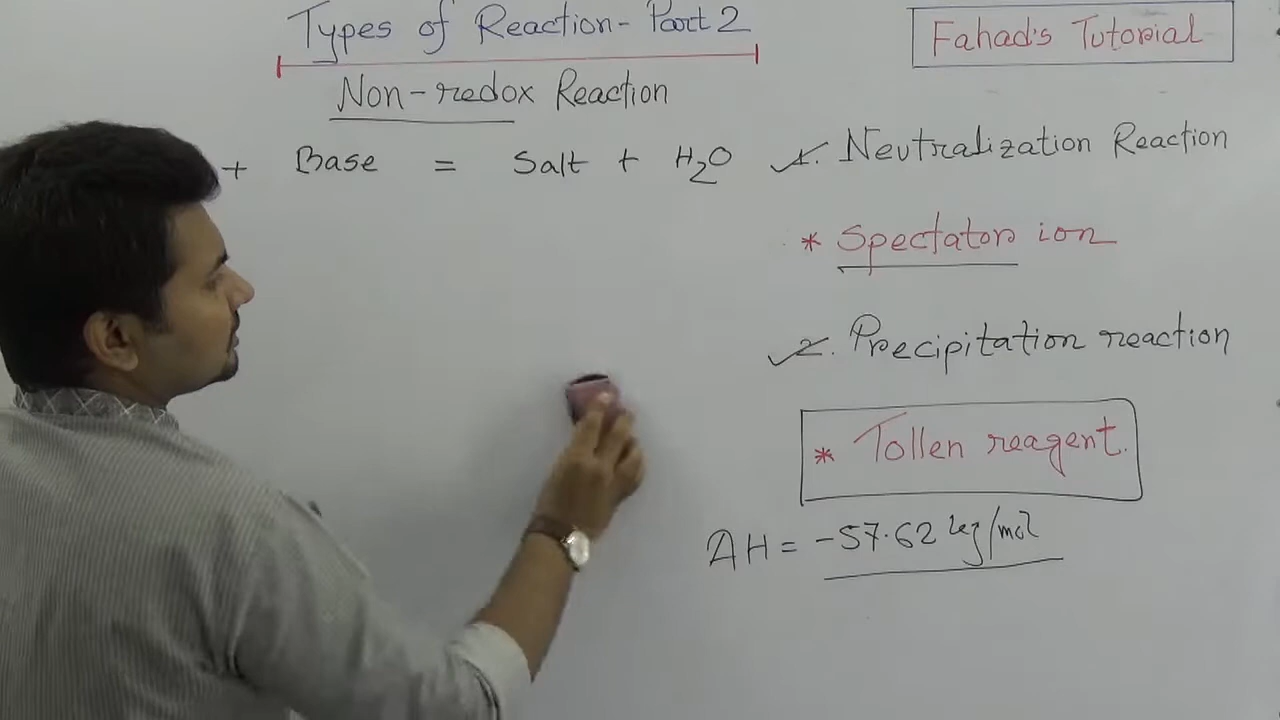 Types of Reaction - Part 2
Fahad's Tutorial
Non-redox Reaction
+ Base = Salt + H₂O
1. Neutralization Reaction
* Spectator ion
2. Precipitation reaction
* Tollen reagent.
ΔH = -57.62 kJ/mol